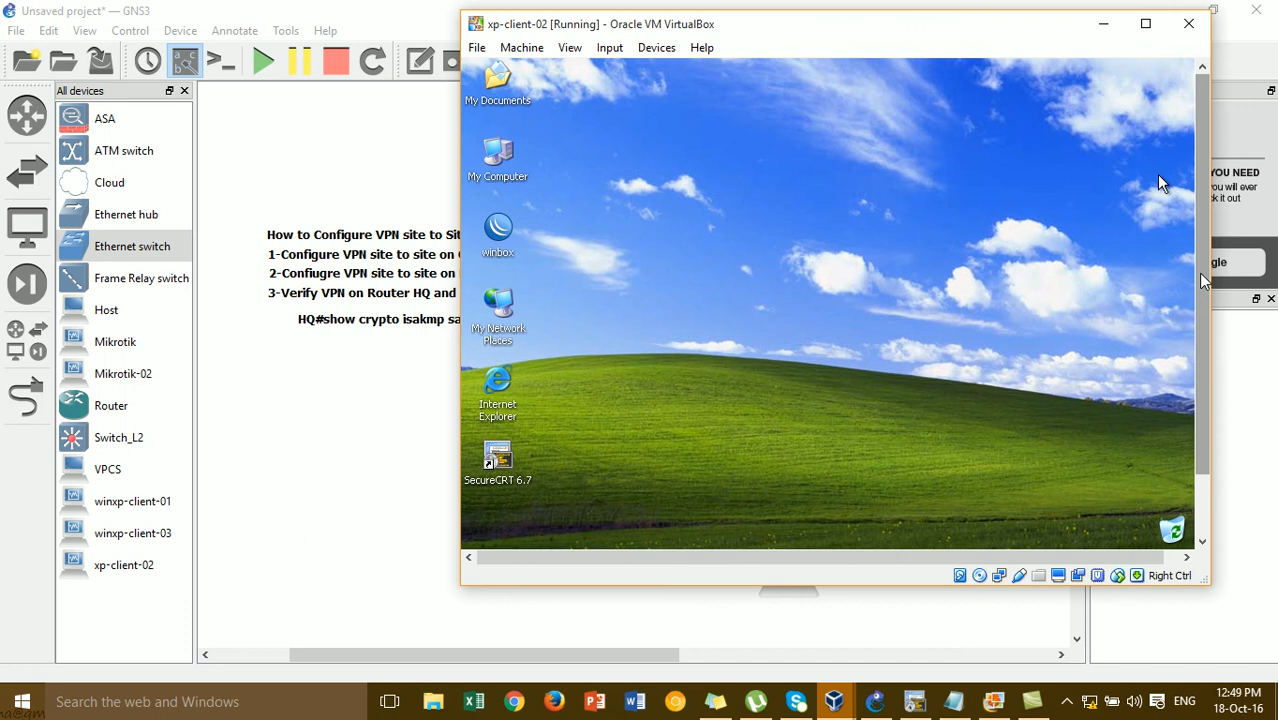 Unsaved project* — GNS3
File Edit View Control Device Annotate Tools Help
All devices
ASA
ATM switch
Cloud
Ethernet hub
Ethernet switch
Frame Relay switch
Host
Mikrotik
Mikrotik-02
Router
Switch_L2
VPCS
winxp-client-01
winxp-client-03
xp-client-02
How to Configure VPN site to Sit
1-Configure VPN site to site on
2-Confiugre VPN site to site on
3-Verify VPN on Router HQ and
HQ#show crypto isakmp sa
xp-client-02 [Running] - Oracle VM VirtualBox
File Machine View Input Devices Help
My Documents
My Computer
winbox
My Network
Places
Internet
Explorer
SecureCRT 6.7
Right Ctrl
YOU NEED
you will ever
ck it out
gle
Search the web and Windows
ENG
12:49 PM
18-Oct-16